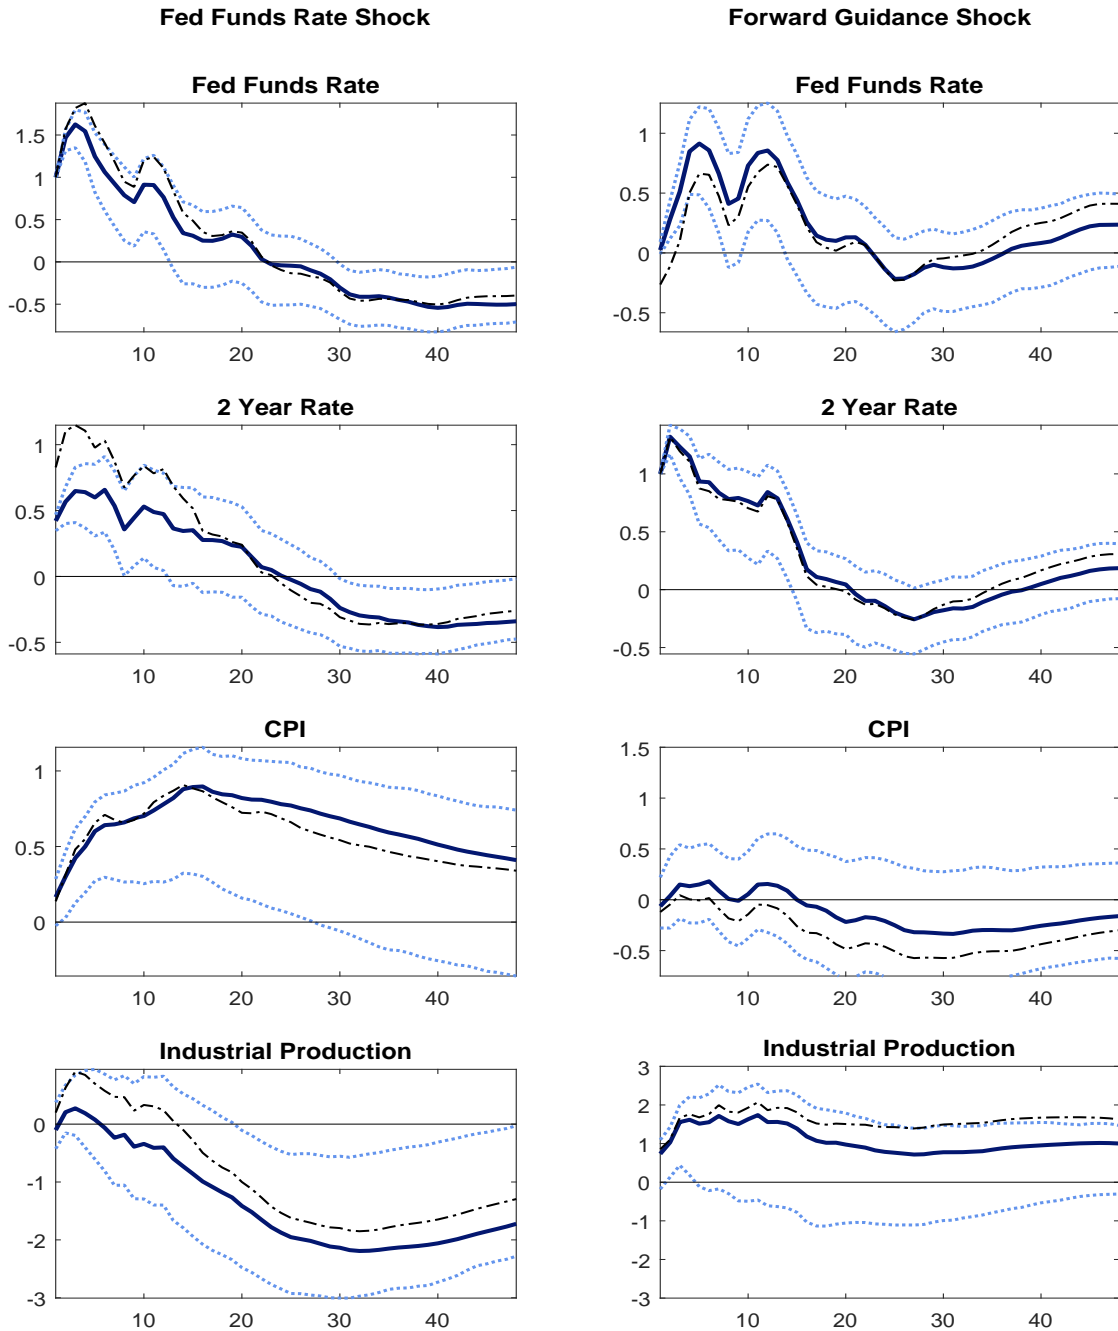 Fed Funds Rate Shock
Forward Guidance Shock
Fed Funds Rate
1.5
1
0.5
0
-0.5
10 20 30 40
Fed Funds Rate
1
0.5
0
-0.5
10 20 30 40
2 Year Rate
1
0.5
0
-0.5
10 20 30 40
2 Year Rate
1
0.5
0
-0.5
10 20 30 40
CPI
1
0.5
0
10 20 30 40
CPI
1.5
1
0.5
0
-0.5
10 20 30 40
Industrial Production
0
-1
-2
-3
10 20 30 40
Industrial Production
3
2
1
0
-1
-2
-3
10 20 30 40